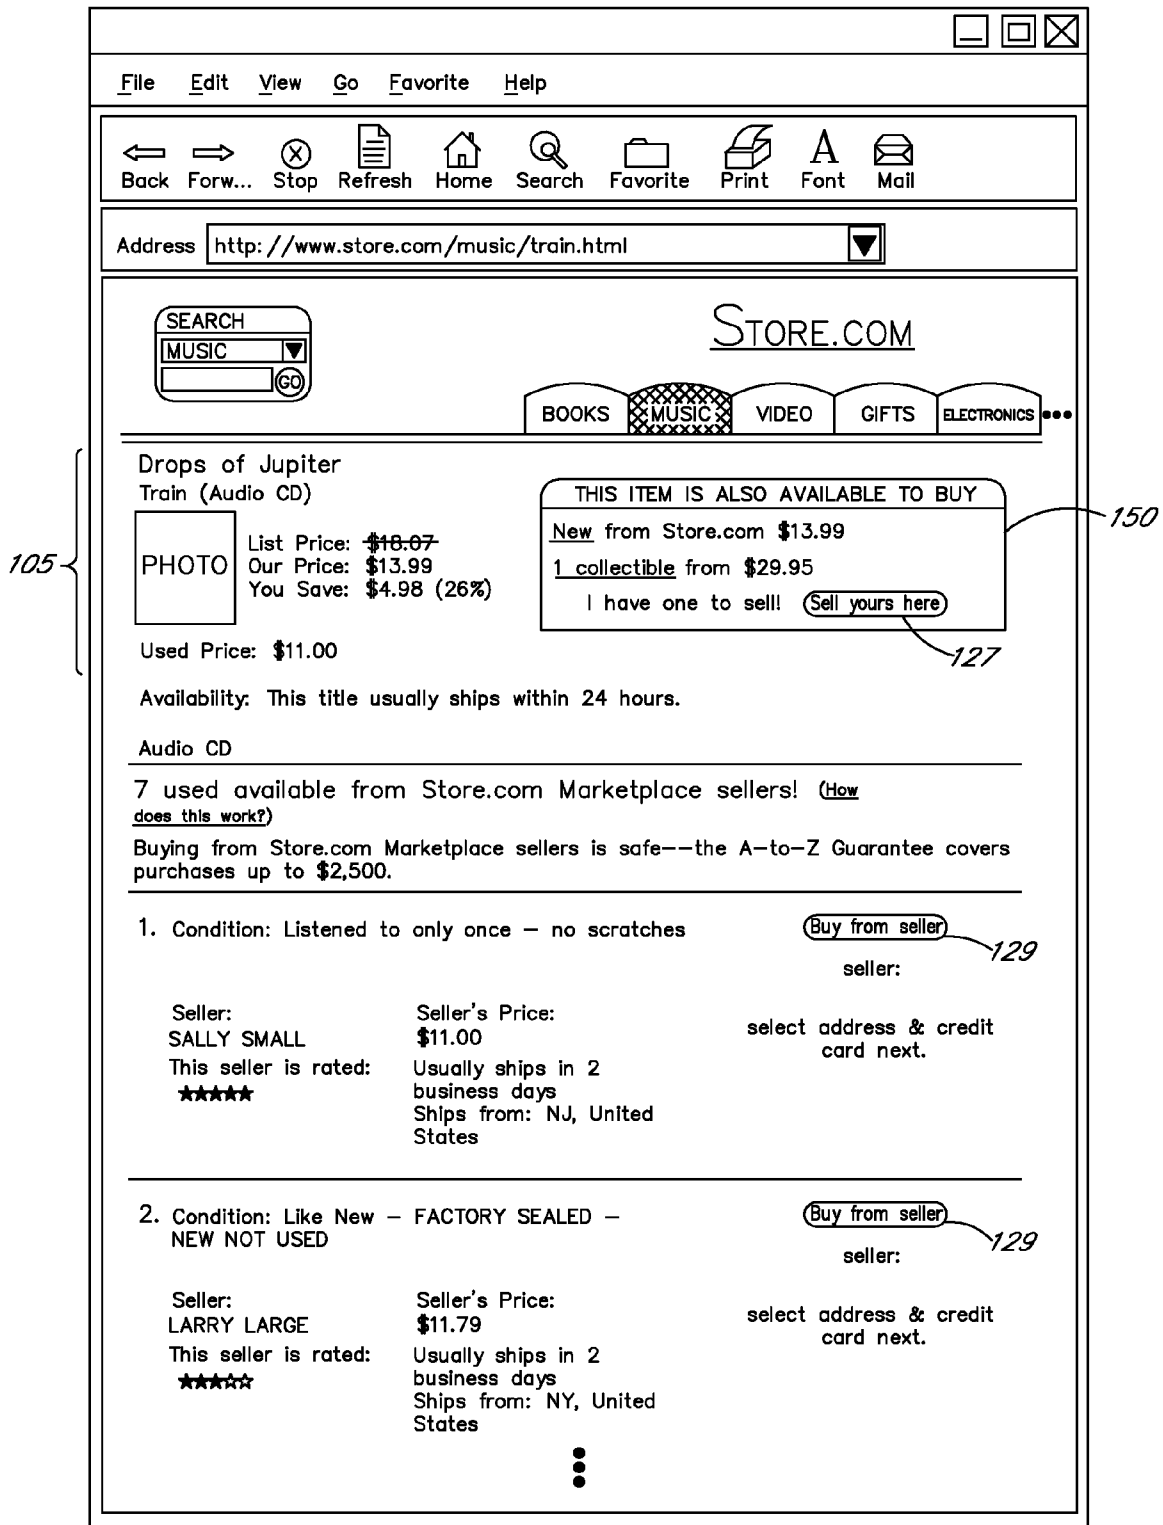 File Edit View Go Favorite Help
Back Forw... Stop Refresh Home Search Favorite Print Font Mail
Address http://www.store.com/music/train.html
SEARCH
MUSIC
GO
STORE.COM
BOOKS MUSIC VIDEO GIFTS ELECTRONICS
Drops of Jupiter
Train (Audio CD)
PHOTO
List Price: $18.07
Our Price: $13.99
You Save: $4.98 (26%)
Used Price: $11.00
105
THIS ITEM IS ALSO AVAILABLE TO BUY
New from Store.com $13.99
1 collectible from $29.95
I have one to sell! Sell yours here
150
127
Availability: This title usually ships within 24 hours.
Audio CD
7 used available from Store.com Marketplace sellers! (How
does this work?)
Buying from Store.com Marketplace sellers is safe--the A-to-Z Guarantee covers
purchases up to $2,500.
1. Condition: Listened to only once – no scratches
Buy from seller
129
seller:
Seller:
SALLY SMALL
This seller is rated:
★★★★★
Seller's Price:
$11.00
Usually ships in 2
business days
Ships from: NJ, United
States
select address & credit
card next.
2. Condition: Like New – FACTORY SEALED –
NEW NOT USED
Buy from seller
129
seller:
Seller:
LARRY LARGE
This seller is rated:
★★★☆☆
Seller's Price:
$11.79
Usually ships in 2
business days
Ships from: NY, United
States
select address & credit
card next.